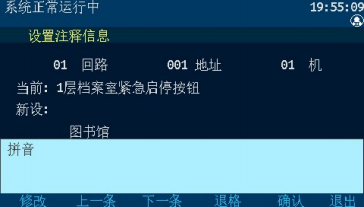 系统正常运行中 19:55:09
设置注释信息
01 回路 001 地址 01 机
当前: 1层档案室紧急启停按钮
新设:
图书馆
拼音
修改 上一条 下一条 退格 确认 退出